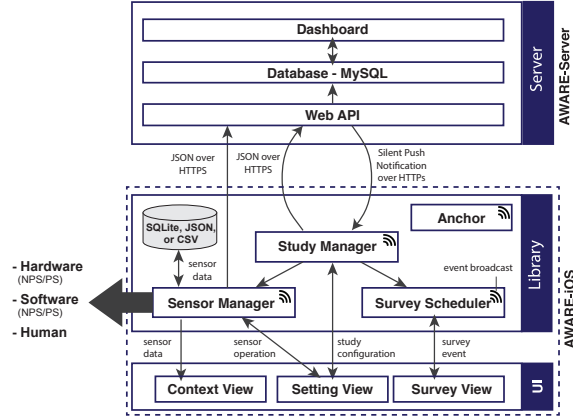 Dashboard
Database - MySQL
Web API
Server
AWARE-Server
JSON over
HTTPS
JSON over
HTTPS
Silent Push
Notification
over HTTPs
SQLite, JSON,
or CSV
Anchor
Study Manager
sensor
data
event broadcast
Sensor Manager
Survey Scheduler
Library
AWARE-iOS
- Hardware
(NPS/PS)
- Software
(NPS/PS)
- Human
sensor
data
sensor
operation
study
configuration
survey
event
Context View
Setting View
Survey View
UI